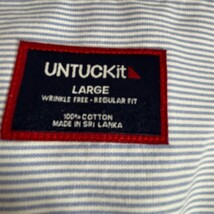 UNTUCKit
LARGE
WRINKLE FREE - REGULAR FIT
100% COTTON
MADE IN SRI LANKA